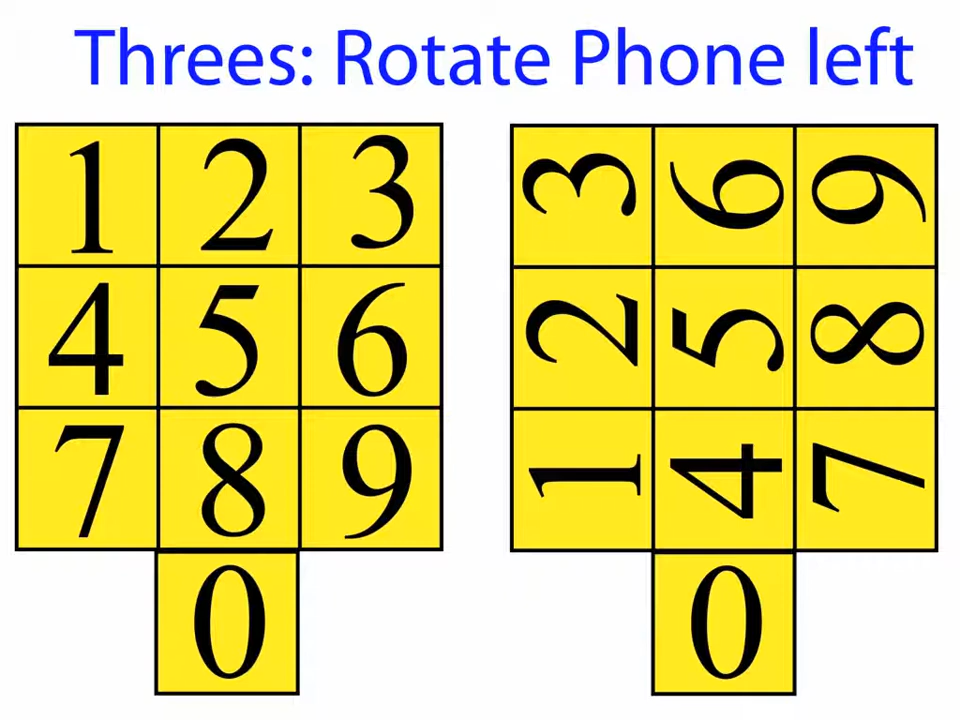 Threes: Rotate Phone left
1 2 3
4 5 6
7 8 9
0
3 6 9
2 5 8
1 4 7
0